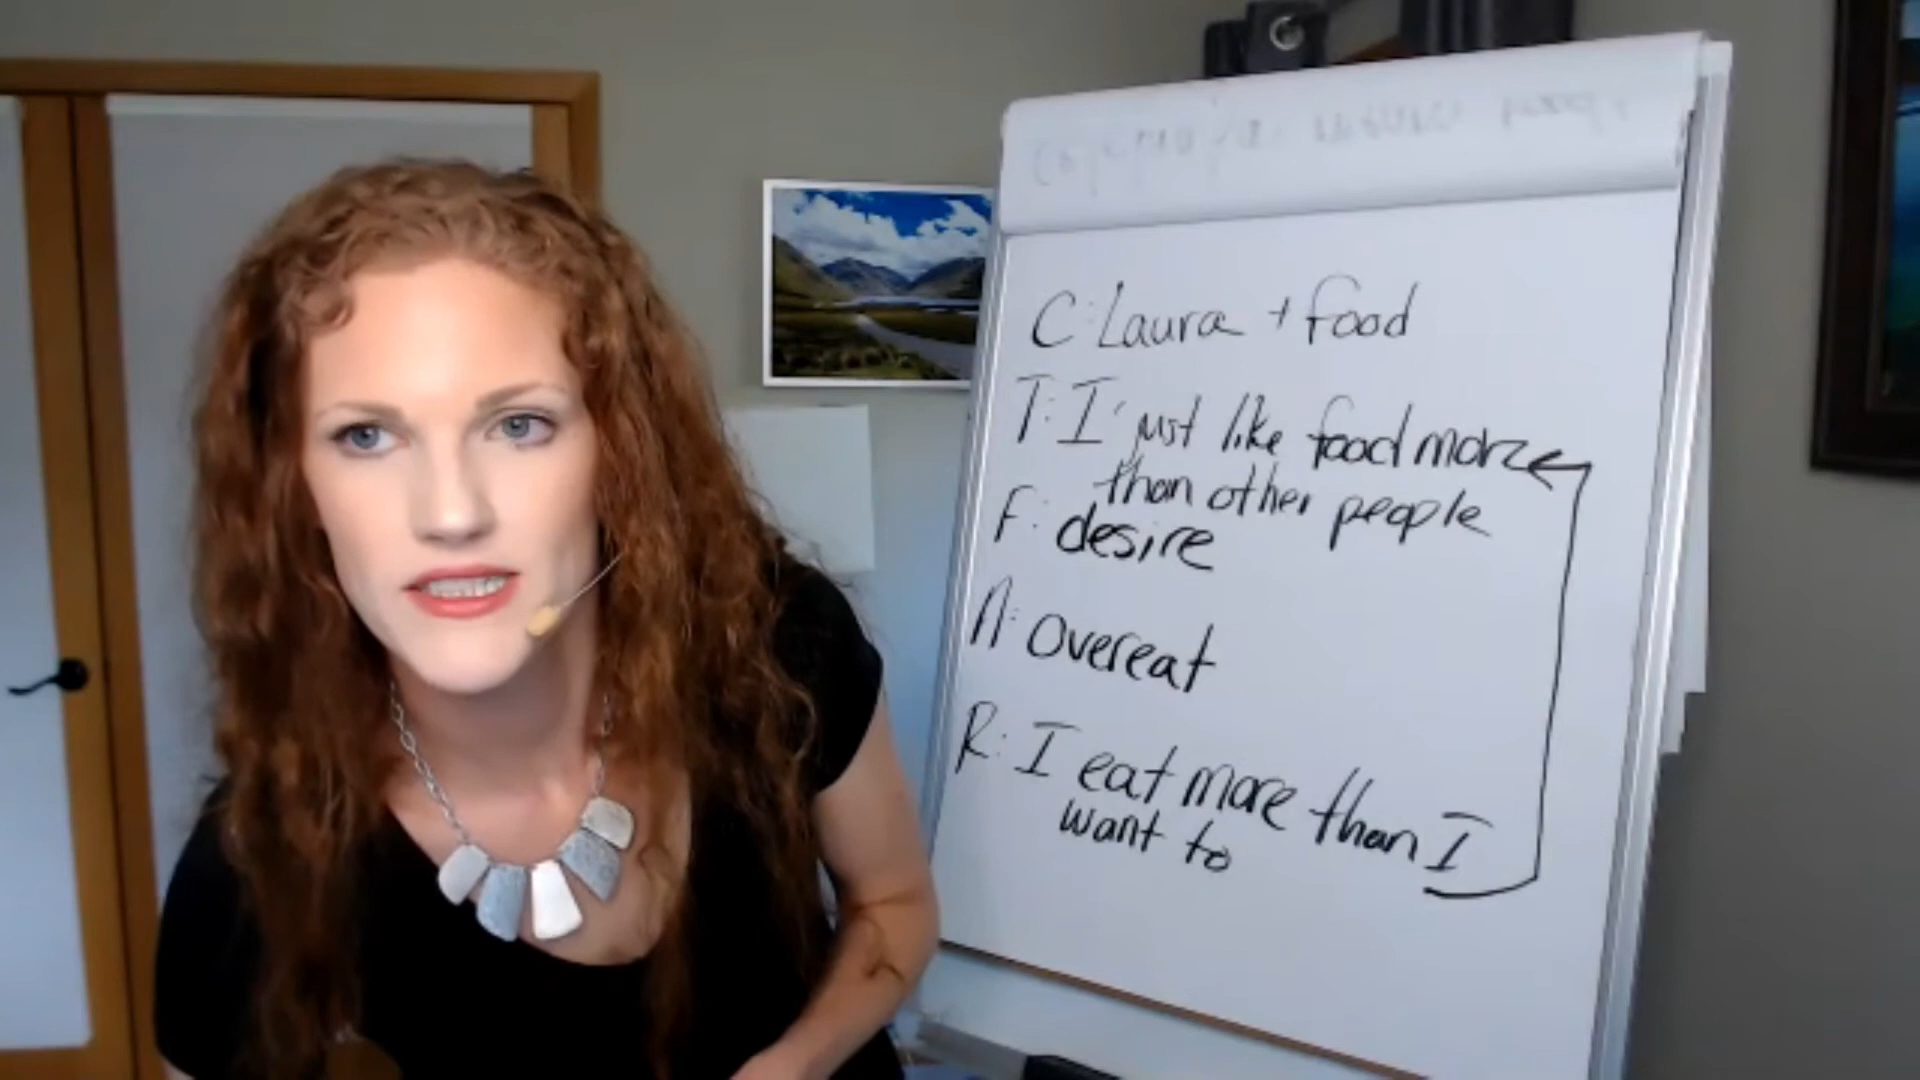 C: Laura + food
T: I just like food more
than other people
F: desire
A: overeat
R: I eat more than I
want to